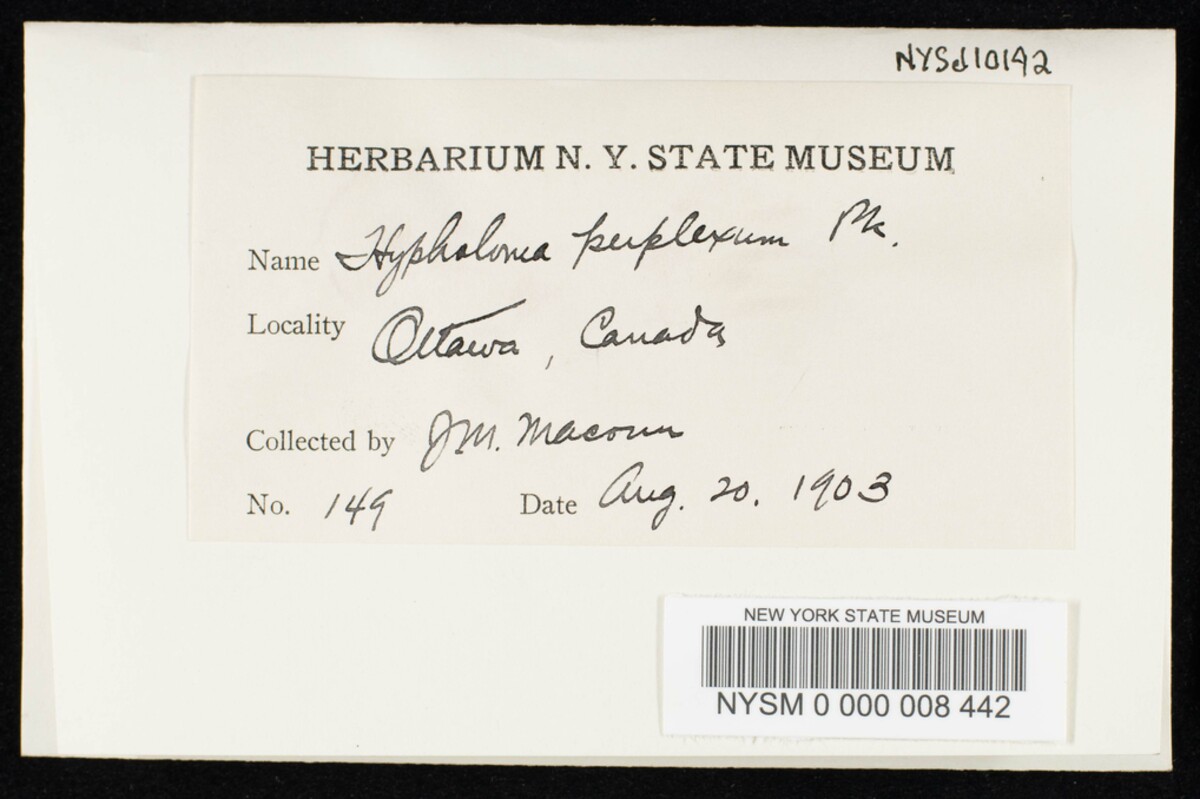 NYSd10142
HERBARIUM N. Y. STATE MUSEUM
Name Hypholoma perplexum Pk.
Locality Ottawa, Canada
Collected by J.M. Macoun
No. 149 Date Aug. 20. 1903
NEW YORK STATE MUSEUM
NYSM 0 000 008 442